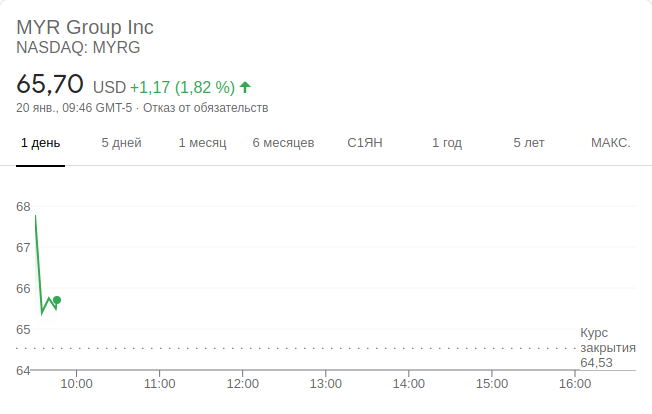 MYR Group Inc
NASDAQ: MYRG
65,70 USD +1,17 (1,82 %)
20 янв., 09:46 GMT-5 · Отказ от обязательств
1 день 5 дней 1 месяц 6 месяцев С1ЯН 1 год 5 лет МАКС.
68
67
66
65
Курс
закрытия
64,53
64
10:00 11:00 12:00 13:00 14:00 15:00 16:00